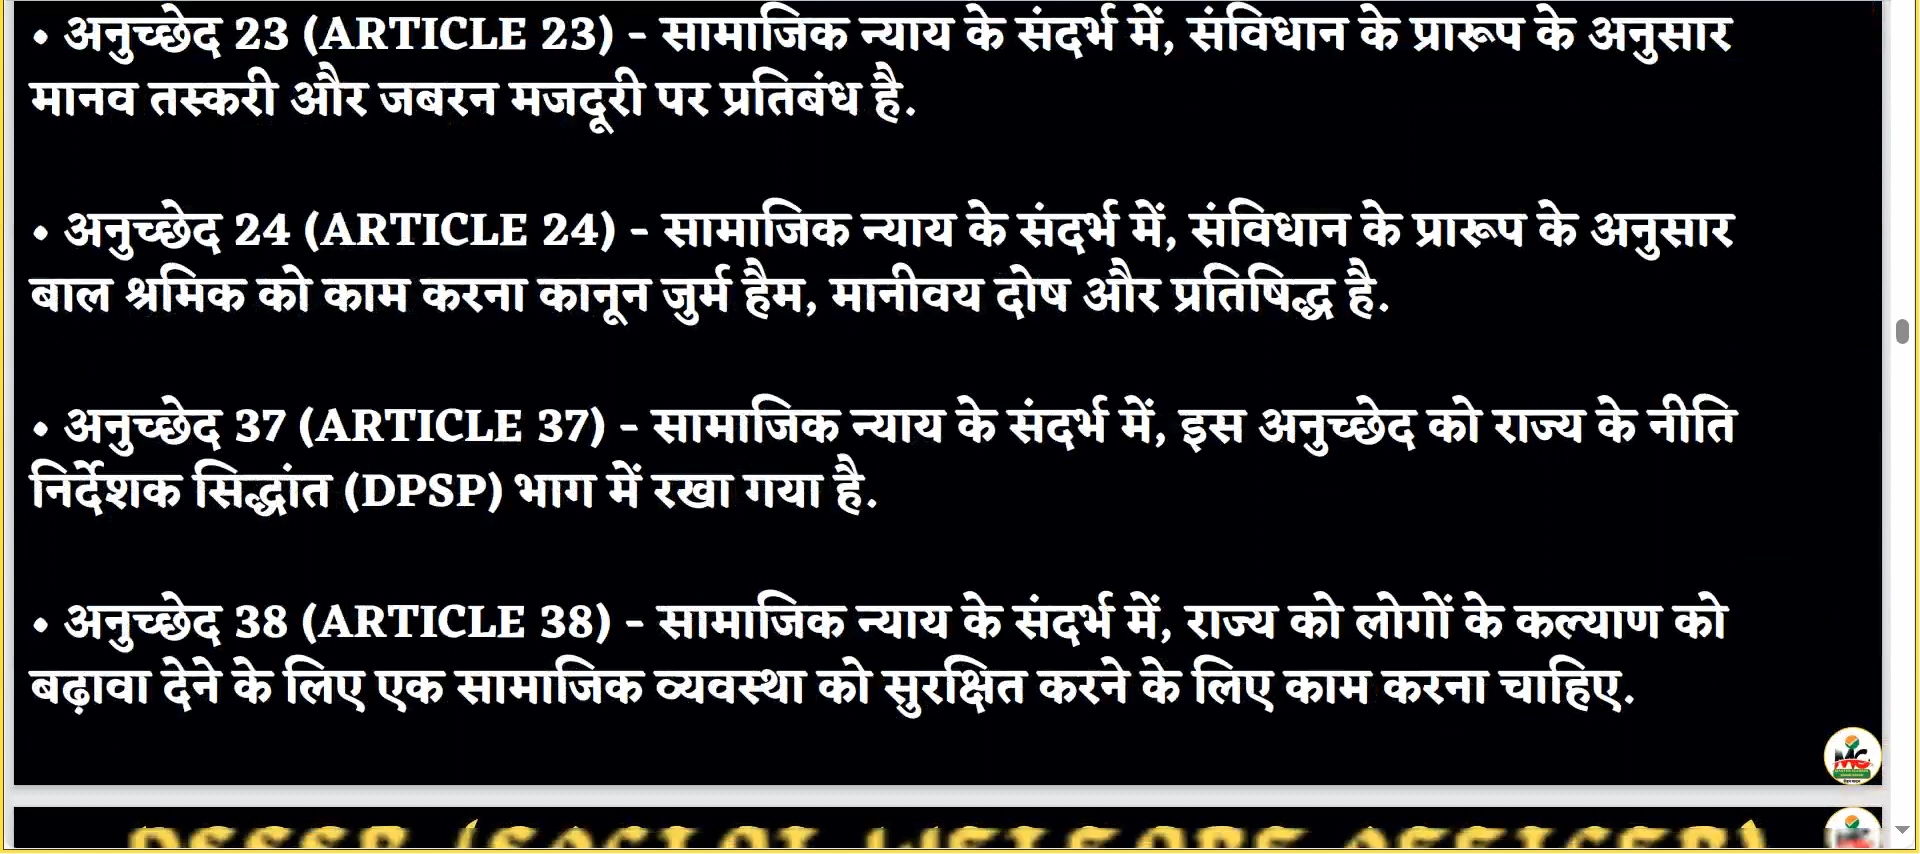 • अनुच्छेद 23 (ARTICLE 23) - सामाजिक न्याय के संदर्भ में, संविधान के प्रारूप के अनुसार
मानव तस्करी और जबरन मजदूरी पर प्रतिबंध है.
• अनुच्छेद 24 (ARTICLE 24) - सामाजिक न्याय के संदर्भ में, संविधान के प्रारूप के अनुसार
बाल श्रमिक को काम करना कानून जुर्म हैम, मानीवय दोष और प्रतिषिद्ध है.
• अनुच्छेद 37 (ARTICLE 37) - सामाजिक न्याय के संदर्भ में, इस अनुच्छेद को राज्य के नीति
निर्देशक सिद्धांत (DPSP) भाग में रखा गया है.
• अनुच्छेद 38 (ARTICLE 38) - सामाजिक न्याय के संदर्भ में, राज्य को लोगों के कल्याण को
बढ़ावा देने के लिए एक सामाजिक व्यवस्था को सुरक्षित करने के लिए काम करना चाहिए.